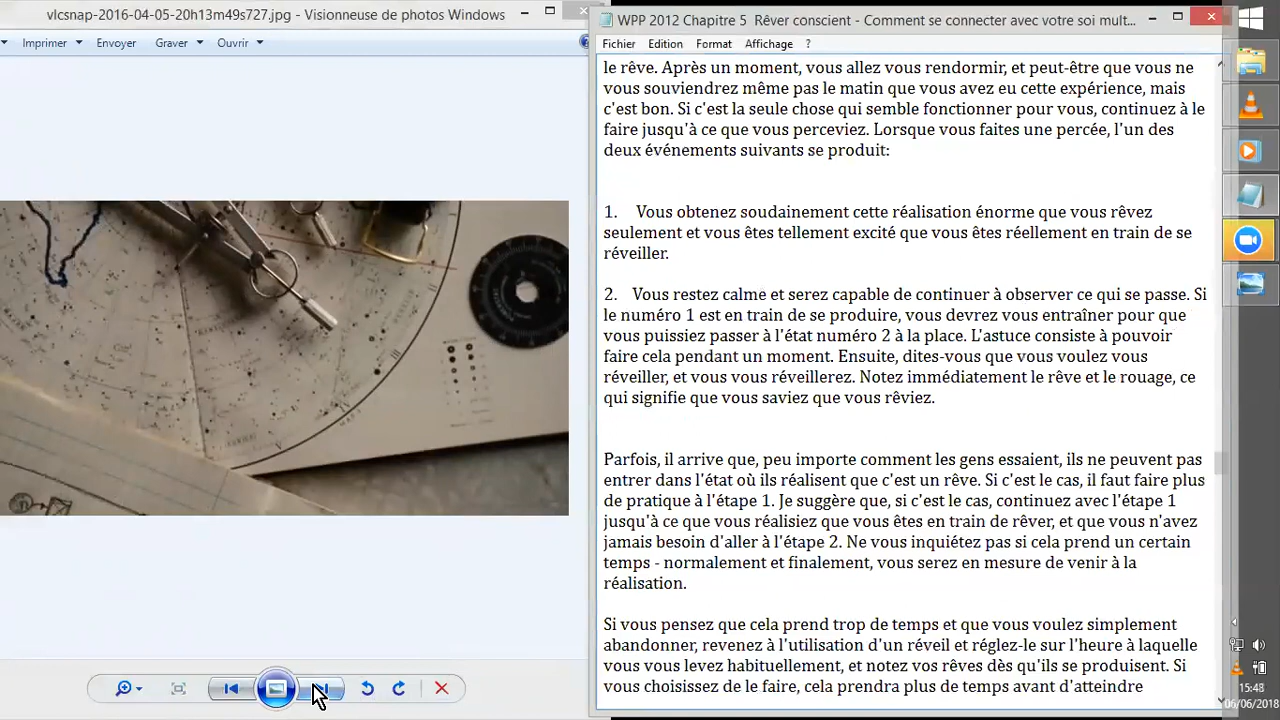 vlcsnap-2016-04-05-20h13m49s727.jpg - Visionneuse de photos Windows
Imprimer
Envoyer
Graver
Ouvrir
WPP 2012 Chapitre 5 Rêver conscient - Comment se connecter avec votre soi mult...
Fichier Edition Format Affichage ?
le rêve. Après un moment, vous allez vous rendormir, et peut-être que vous ne
vous souviendrez même pas le matin que vous avez eu cette expérience, mais
c'est bon. Si c'est la seule chose qui semble fonctionner pour vous, continuez à le
faire jusqu'à ce que vous perceviez. Lorsque vous faites une percée, l'un des
deux événements suivants se produit:
1. Vous obtenez soudainement cette réalisation énorme que vous rêvez
seulement et vous êtes tellement excité que vous êtes réellement en train de se
réveiller.
2. Vous restez calme et serez capable de continuer à observer ce qui se passe. Si
le numéro 1 est en train de se produire, vous devrez vous entraîner pour que
vous puissiez passer à l'état numéro 2 à la place. L'astuce consiste à pouvoir
faire cela pendant un moment. Ensuite, dites-vous que vous voulez vous
réveiller, et vous vous réveillerez. Notez immédiatement le rêve et le rouage, ce
qui signifie que vous saviez que vous rêviez.
Parfois, il arrive que, peu importe comment les gens essaient, ils ne peuvent pas
entrer dans l'état où ils réalisent que c'est un rêve. Si c'est le cas, il faut faire plus
de pratique à l'étape 1. Je suggère que, si c'est le cas, continuez avec l'étape 1
jusqu'à ce que vous réalisiez que vous êtes en train de rêver, et que vous n'avez
jamais besoin d'aller à l'étape 2. Ne vous inquiétez pas si cela prend un certain
temps - normalement et finalement, vous serez en mesure de venir à la
réalisation.
Si vous pensez que cela prend trop de temps et que vous voulez simplement
abandonner, revenez à l'utilisation d'un réveil et réglez-le sur l'heure à laquelle
vous vous levez habituellement, et notez vos rêves dès qu'ils se produisent. Si
vous choisissez de le faire, cela prendra plus de temps avant d'atteindre
15:48
06/06/2018